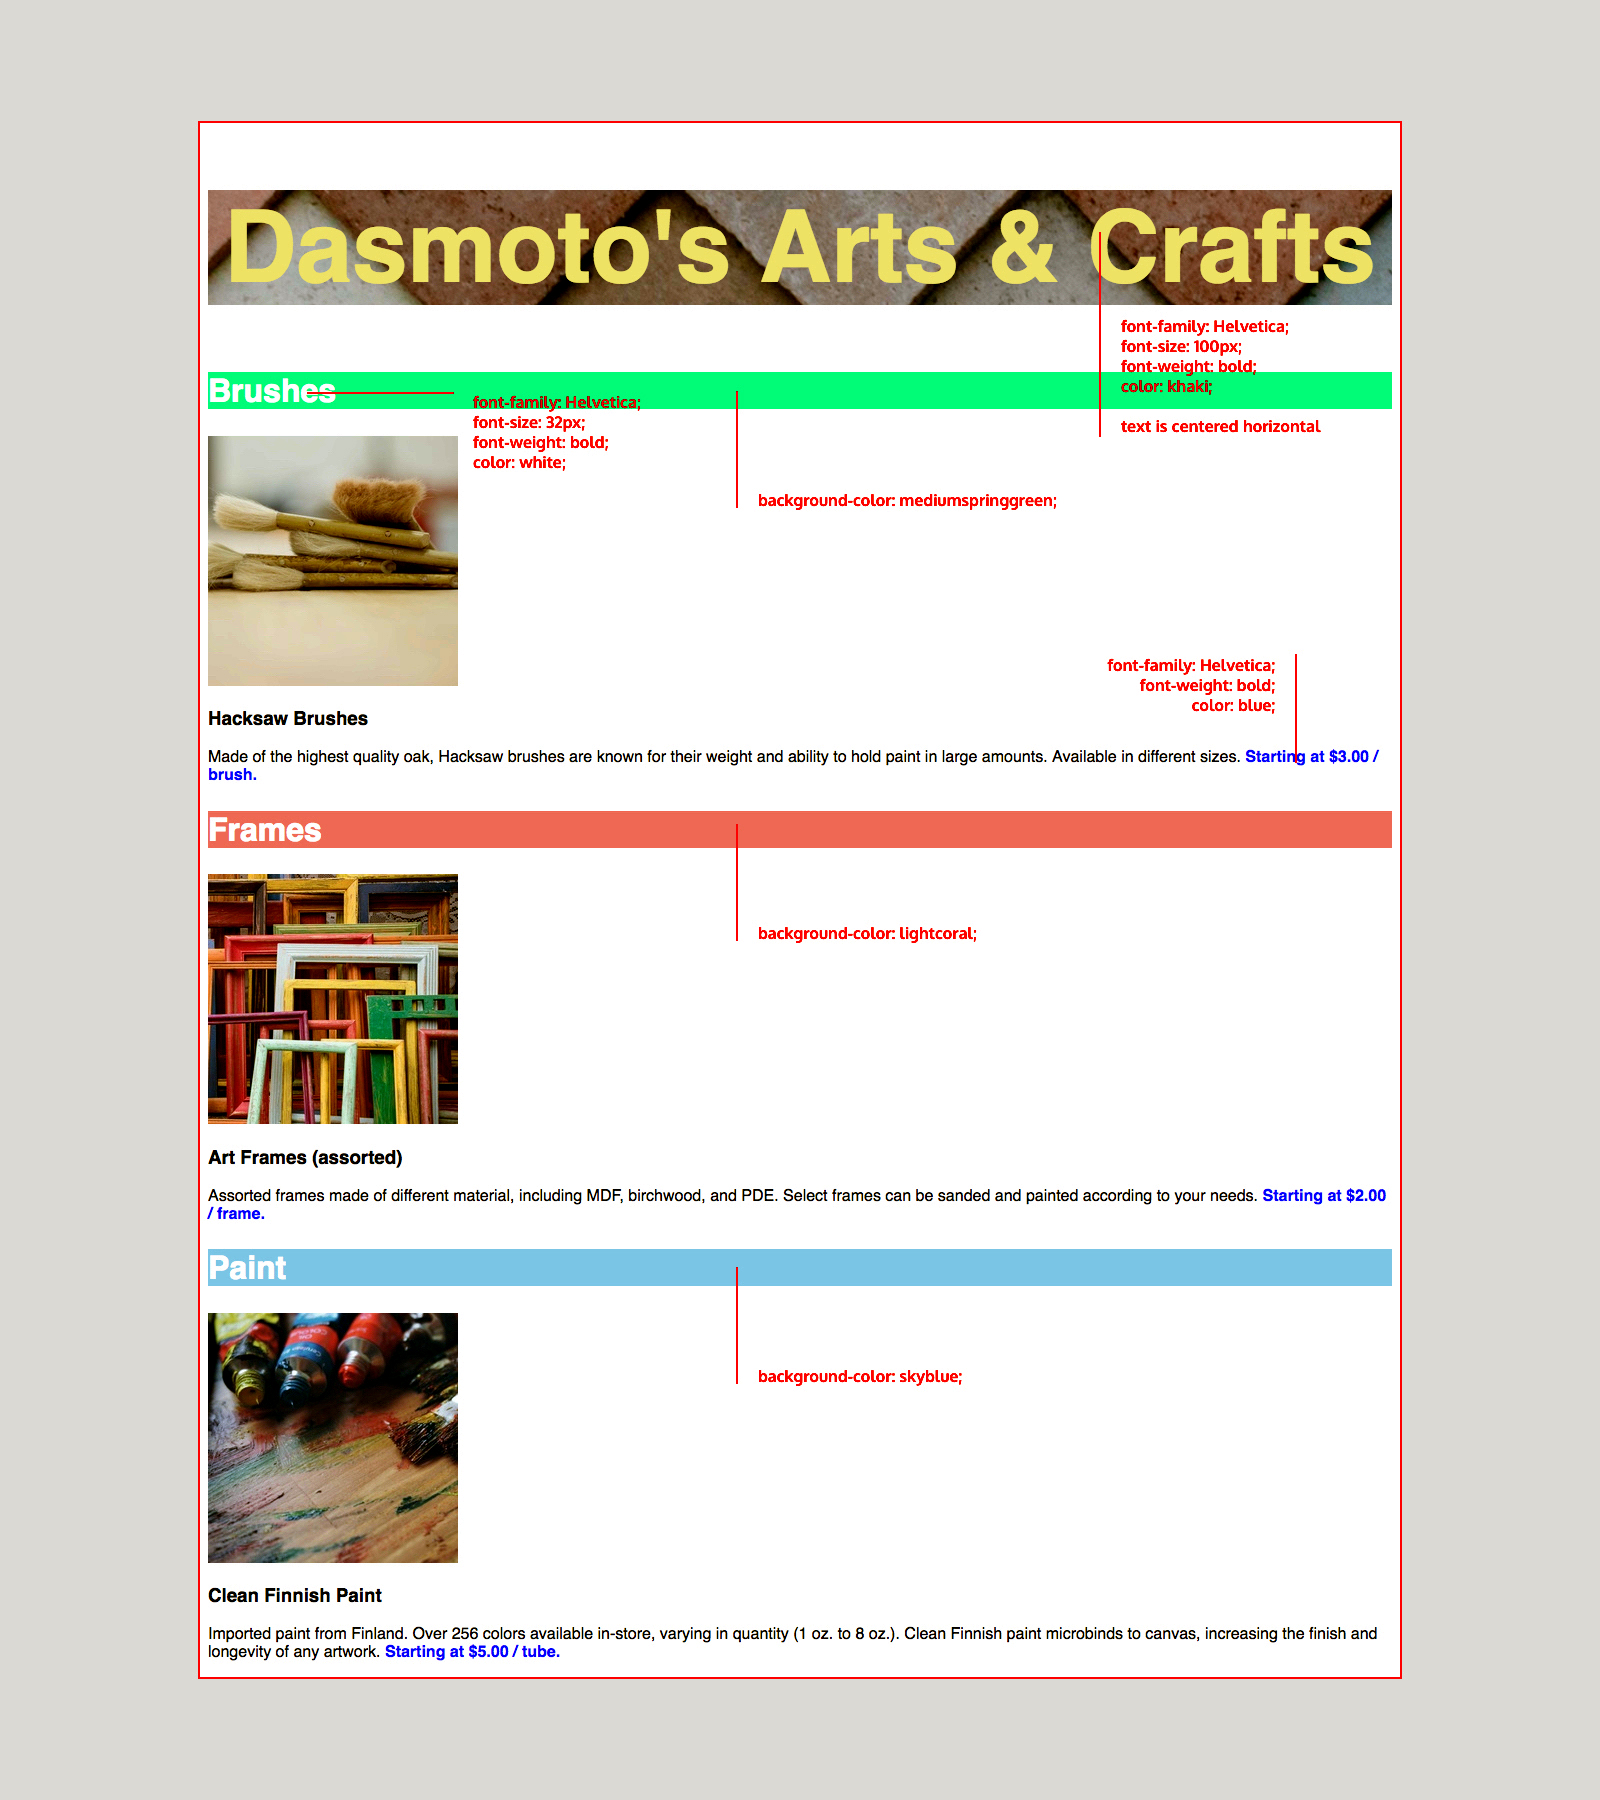 Dasmoto's Arts & Crafts
font-family: Helvetica;
font-size: 100px;
font-weight: bold;
color: khaki;
text is centered horizontal
Brushes
font-family: Helvetica;
font-size: 32px;
font-weight: bold;
color: white;
background-color: mediumspringgreen;
font-family: Helvetica;
font-weight: bold;
color: blue;
Hacksaw Brushes
Made of the highest quality oak, Hacksaw brushes are known for their weight and ability to hold paint in large amounts. Available in different sizes. Starting at $3.00 /
brush.
Frames
background-color: lightcoral;
Art Frames (assorted)
Assorted frames made of different material, including MDF, birchwood, and PDE. Select frames can be sanded and painted according to your needs. Starting at $2.00
/ frame.
Paint
background-color: skyblue;
Clean Finnish Paint
Imported paint from Finland. Over 256 colors available in-store, varying in quantity (1 oz. to 8 oz.). Clean Finnish paint microbinds to canvas, increasing the finish and
longevity of any artwork. Starting at $5.00 / tube.